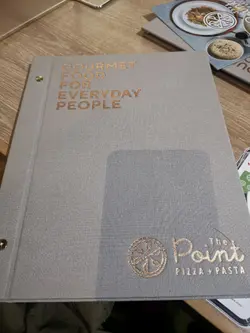 GOURMET
FOOD
FOR
EVERYDAY
PEOPLE
The
Point
PIZZA + PASTA